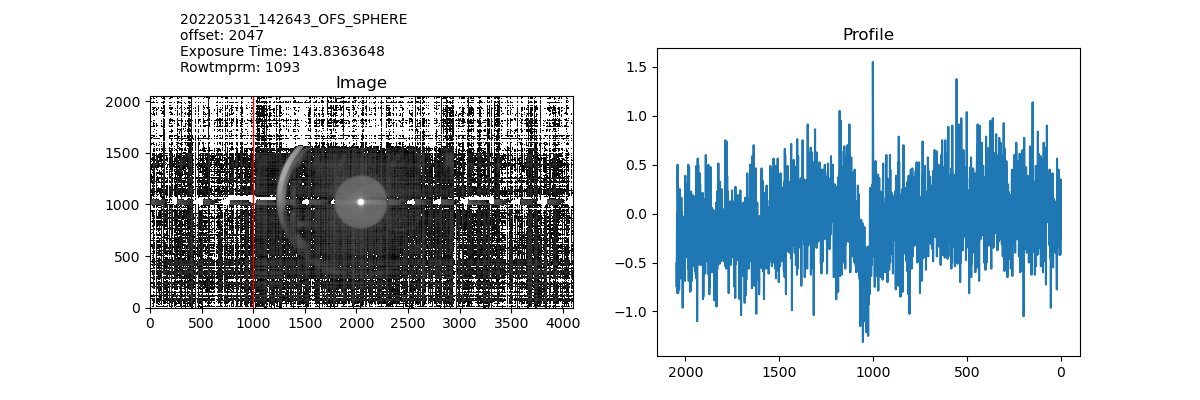 20220531_142643_OFS_SPHERE
offset: 2047
Exposure Time: 143.8363648
Rowtmprm: 1093
Image
2000
1500
1000
500
0
0 500 1000 1500 2000 2500 3000 3500 4000
Profile
1.5
1.0
0.5
0.0
−0.5
−1.0
2000 1500 1000 500 0